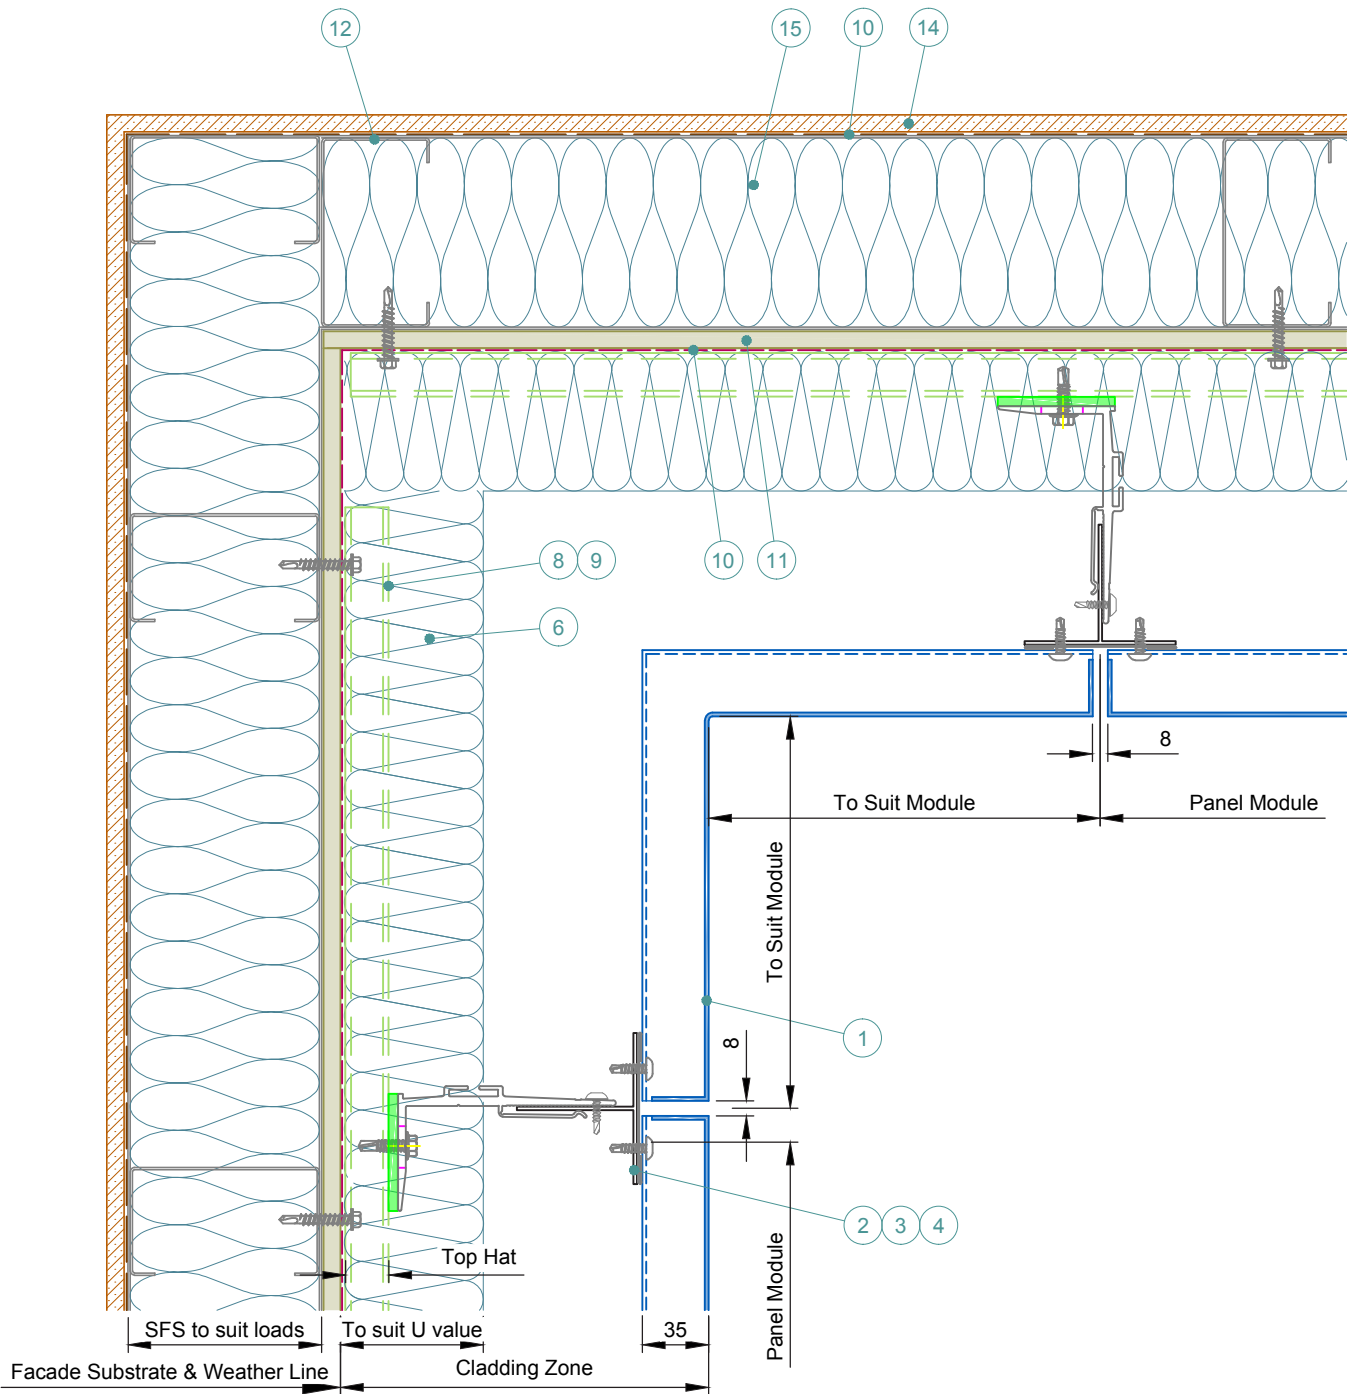 12
15
10
14
8
9
10
11
6
8
To Suit Module
Panel Module
To Suit Module
1
8
2
3
4
Top Hat
Panel Module
SFS to suit loads
To suit U value
35
Facade Substrate & Weather Line
Cladding Zone